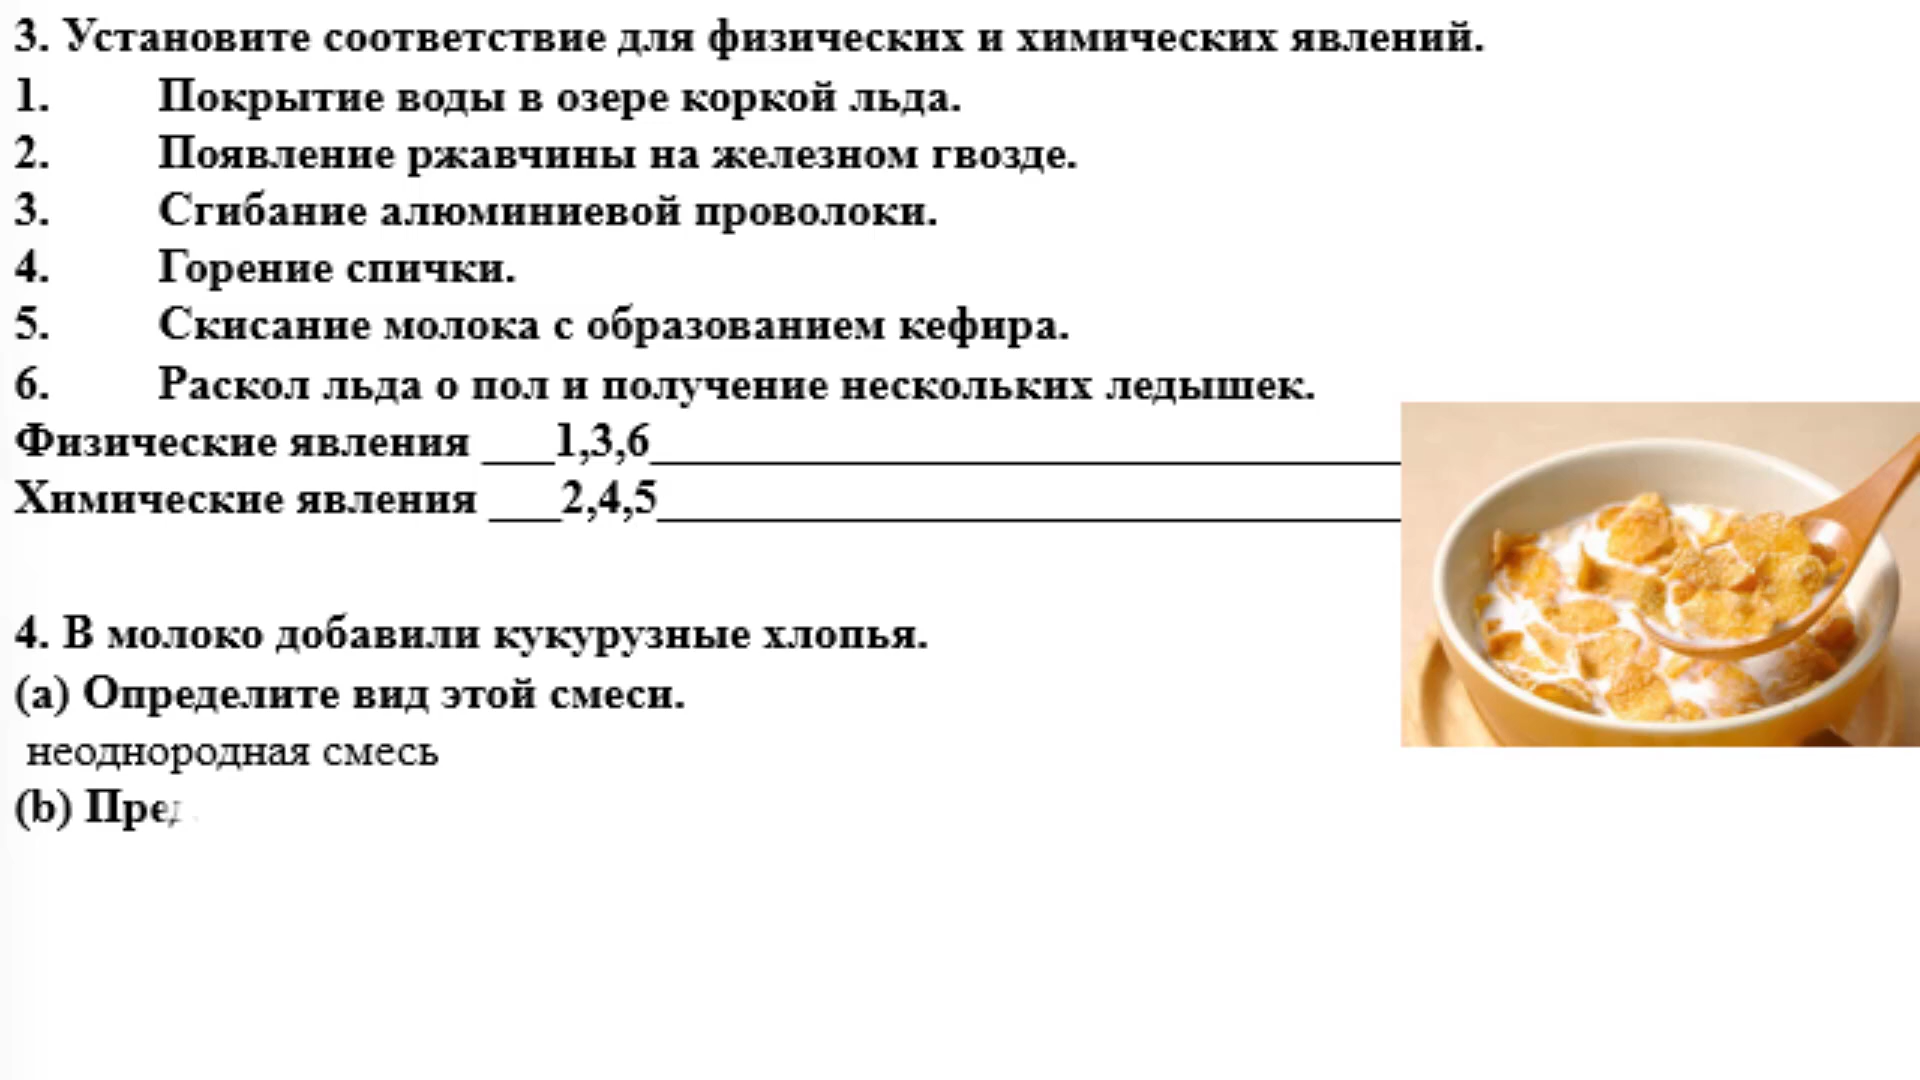 3. Установите соответствие для физических и химических явлений.
1. Покрытие воды в озере коркой льда.
2. Появление ржавчины на железном гвозде.
3. Сгибание алюминиевой проволоки.
4. Горение спички.
5. Скисание молока с образованием кефира.
6. Раскол льда о пол и получение нескольких ледышек.
Физические явления ___1,3,6_______________________________
Химические явления ___2,4,5_______________________________
4. В молоко добавили кукурузные хлопья.
(a) Определите вид этой смеси.
неоднородная смесь
(b)